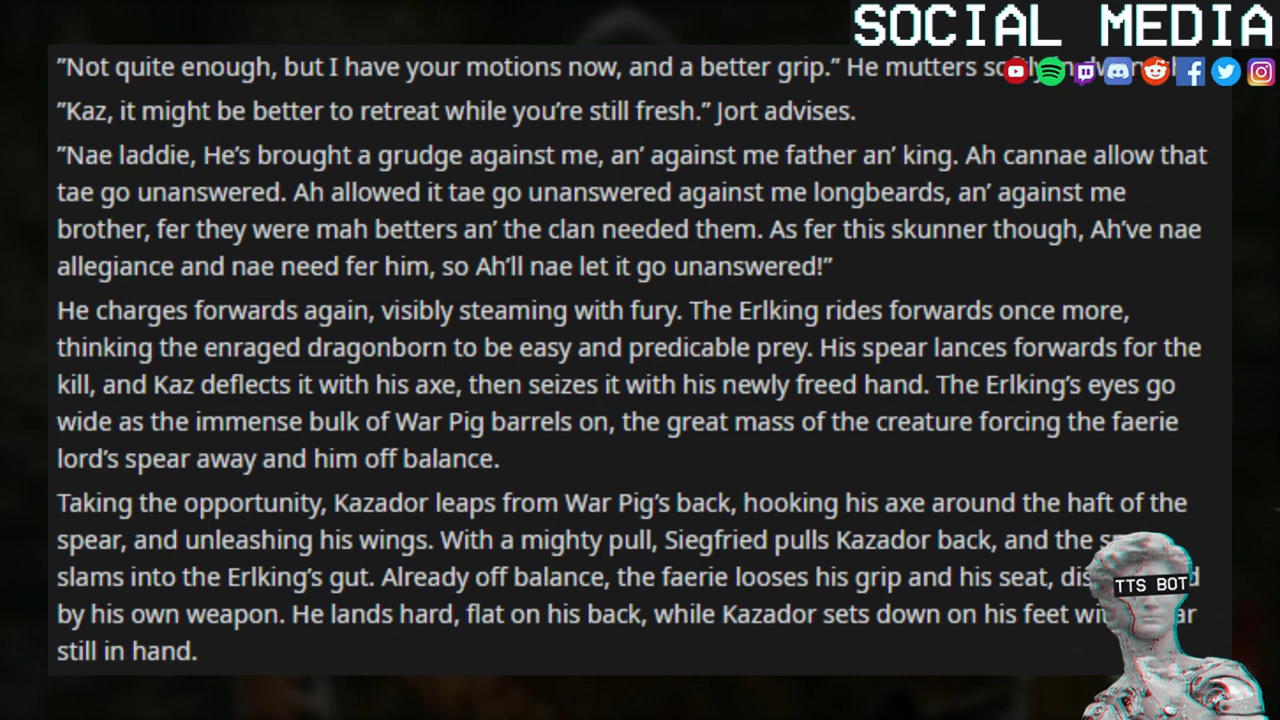 SOCIAL MEDIA
”Not quite enough, but I have your motions now, and a better grip.” He mutters
”Kaz, it might be better to retreat while you’re still fresh.” Jort advises.
”Nae laddie, He’s brought a grudge against me, an’ against me father an’ king. Ah cannae allow that
tae go unanswered. Ah allowed it tae go unanswered against me longbeards, an’ against me
brother, fer they were mah betters an’ the clan needed them. As fer this skunner though, Ah’ve nae
allegiance and nae need fer him, so Ah’ll nae let it go unanswered!”
He charges forwards again, visibly steaming with fury. The Erlking rides forwards once more,
thinking the enraged dragonborn to be easy and predicable prey. His spear lances forwards for the
kill, and Kaz deflects it with his axe, then seizes it with his newly freed hand. The Erlking’s eyes go
wide as the immense bulk of War Pig barrels on, the great mass of the creature forcing the faerie
lord’s spear away and him off balance.
Taking the opportunity, Kazador leaps from War Pig’s back, hooking his axe around the haft of the
spear, and unleashing his wings. With a mighty pull, Siegfried pulls Kazador back, and the
slams into the Erlking’s gut. Already off balance, the faerie looses his grip and his seat,
by his own weapon. He lands hard, flat on his back, while Kazador sets down on his feet
still in hand.
TTS BOT